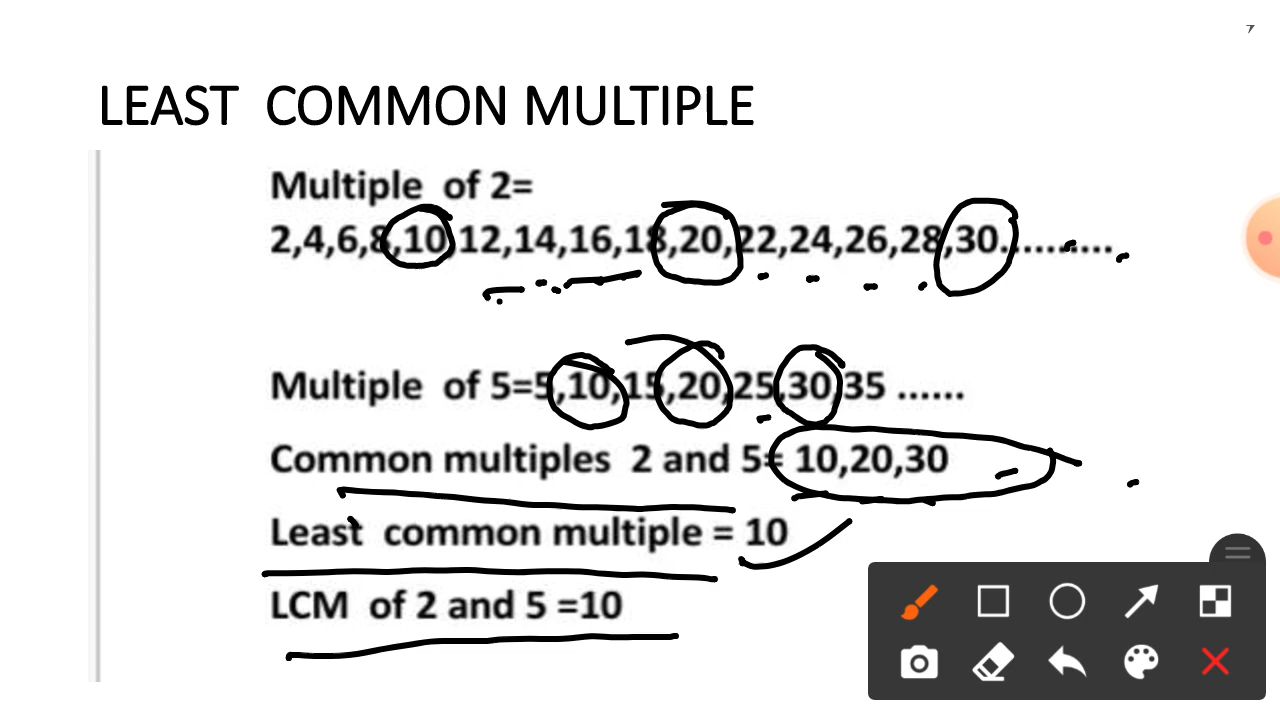 7
LEAST COMMON MULTIPLE
Multiple of 2=
2,4,6,8,10,12,14,16,18,20,22,24,26,28,30..........
Multiple of 5=5,10,15,20,25,30,35 ......
Common multiples 2 and 5= 10,20,30
Least common multiple = 10
LCM of 2 and 5 =10